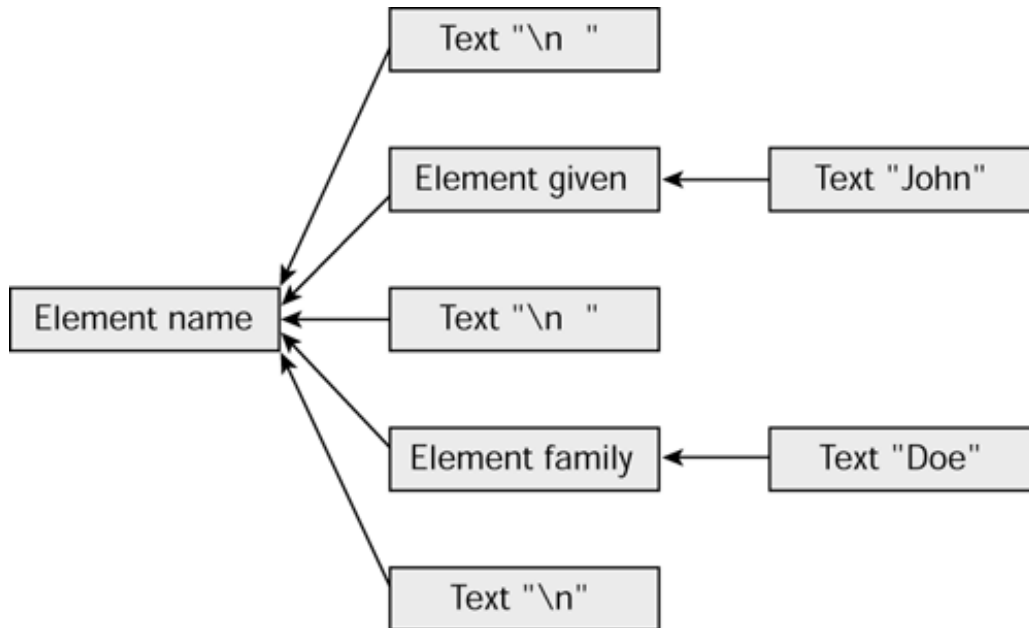 Text "\n  "
Element given
Text "John"
Element name
Text "\n  "
Element family
Text "Doe"
Text "\n"